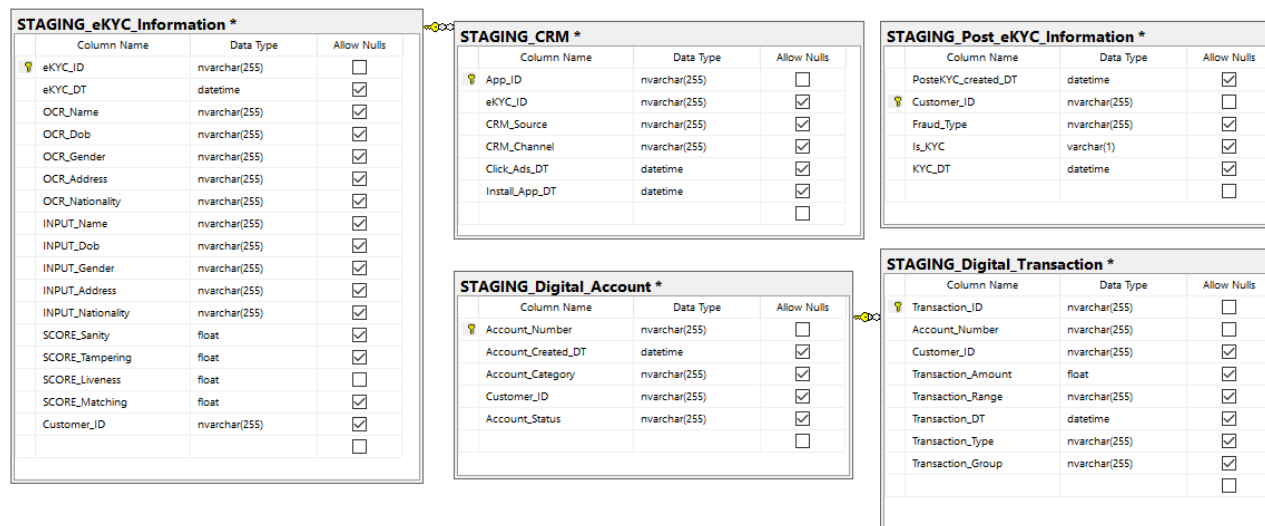 STAGING_eKYC_Information *
Column Name Data Type Allow Nulls
eKYC_ID nvarchar(255)
eKYC_DT datetime
OCR_Name nvarchar(255)
OCR_Dob nvarchar(255)
OCR_Gender nvarchar(255)
OCR_Address nvarchar(255)
OCR_Nationality nvarchar(255)
INPUT_Name nvarchar(255)
INPUT_Dob nvarchar(255)
INPUT_Gender nvarchar(255)
INPUT_Address nvarchar(255)
INPUT_Nationality nvarchar(255)
SCORE_Sanity float
SCORE_Tampering float
SCORE_Liveness float
SCORE_Matching float
Customer_ID nvarchar(255)
STAGING_CRM *
Column Name Data Type Allow Nulls
App_ID nvarchar(255)
eKYC_ID nvarchar(255)
CRM_Source nvarchar(255)
CRM_Channel nvarchar(255)
Click_Ads_DT datetime
Install_App_DT datetime
STAGING_Post_eKYC_Information *
Column Name Data Type Allow Nulls
PosteKYC_created_DT datetime
Customer_ID nvarchar(255)
Fraud_Type nvarchar(255)
Is_KYC varchar(1)
KYC_DT datetime
STAGING_Digital_Account *
Column Name Data Type Allow Nulls
Account_Number nvarchar(255)
Account_Created_DT datetime
Account_Category nvarchar(255)
Customer_ID nvarchar(255)
Account_Status nvarchar(255)
STAGING_Digital_Transaction *
Column Name Data Type Allow Nulls
Transaction_ID nvarchar(255)
Account_Number nvarchar(255)
Customer_ID nvarchar(255)
Transaction_Amount float
Transaction_Range nvarchar(255)
Transaction_DT datetime
Transaction_Type nvarchar(255)
Transaction_Group nvarchar(255)